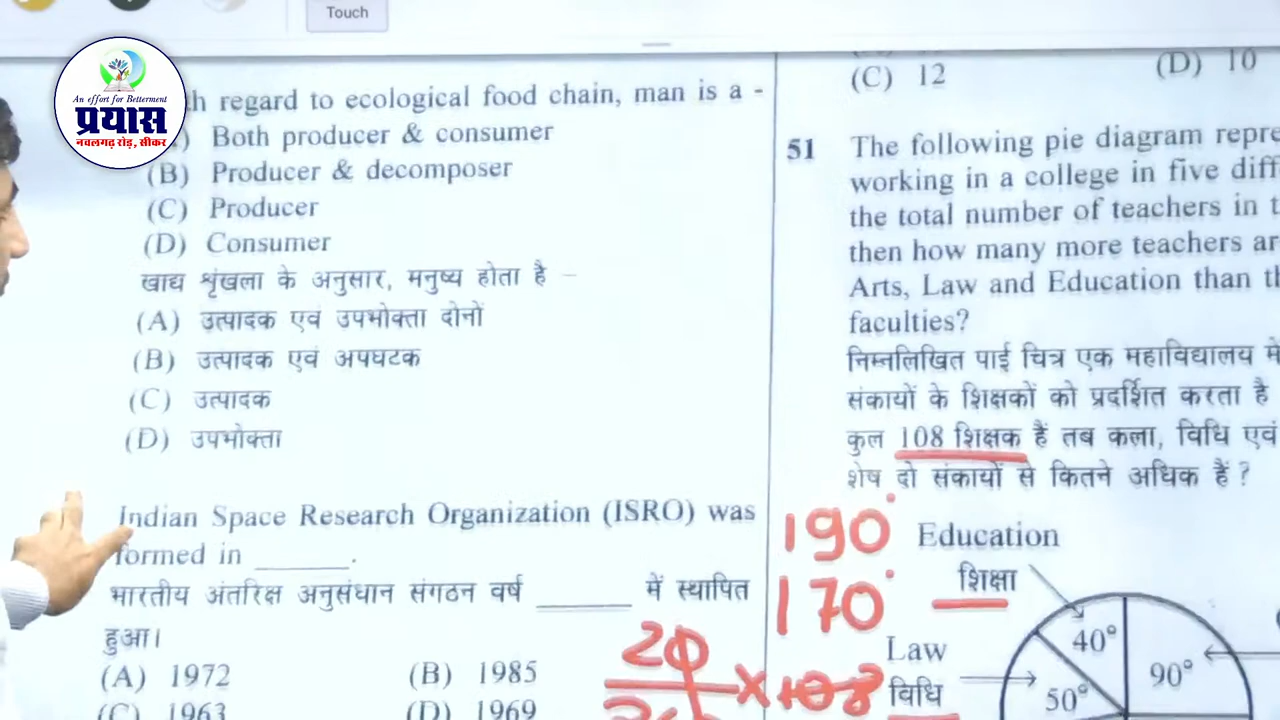 Touch
An effort for Betterment
प्रयास
नवलगढ़ रोड़, सीकर
h regard to ecological food chain, man is a -
) Both producer & consumer
(B) Producer & decomposer
(C) Producer
(D) Consumer
खाद्य शृंखला के अनुसार, मनुष्य होता है –
(A) उत्पादक एवं उपभोक्ता दोनों
(B) उत्पादक एवं अपघटक
(C) उत्पादक
(D) उपभोक्ता
Indian Space Research Organization (ISRO) was
formed in ______.
भारतीय अंतरिक्ष अनुसंधान संगठन वर्ष ______ में स्थापित
हुआ।
(A) 1972 (B) 1985
(C) 1963 (D) 1969
(C) 12 (D) 10
51 The following pie diagram repre
working in a college in five diff
the total number of teachers in t
then how many more teachers ar
Arts, Law and Education than th
faculties?
निम्नलिखित पाई चित्र एक महाविद्यालय में
संकायों के शिक्षकों को प्रदर्शित करता है
कुल 108 शिक्षक हैं तब कला, विधि एवं
शेष दो संकायों से कितने अधिक हैं ?
190°
170°
20
× 108
Education
शिक्षा
Law
विधि
40°
50°
90°